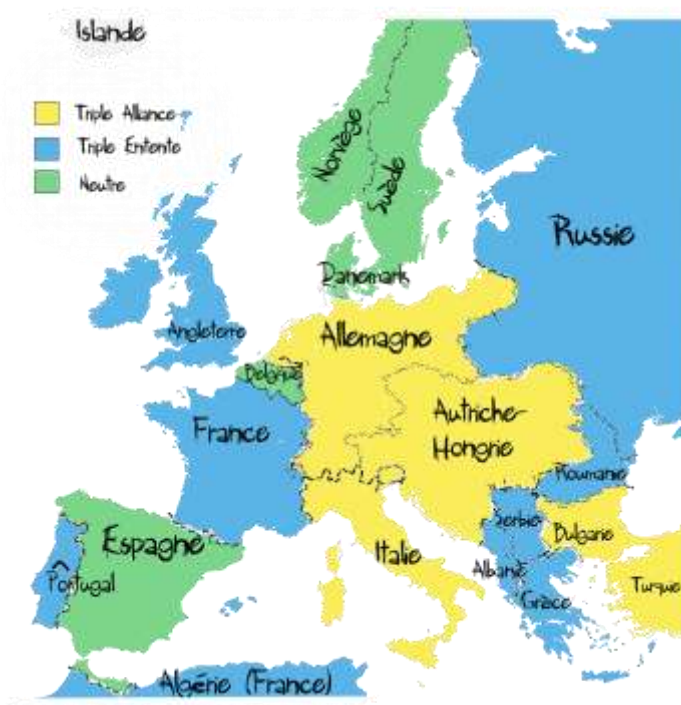 Islande
Triple Alliance
Triple Entente
Neutre
Norvège
Suède
Russie
Danemark
Angleterre
Allemagne
Belgique
France
Autriche-
Hongrie
Roumanie
Serbie
Bulgarie
Espagne
Italie
Albanie
Portugal
Grèce
Turquie
Algérie (France)